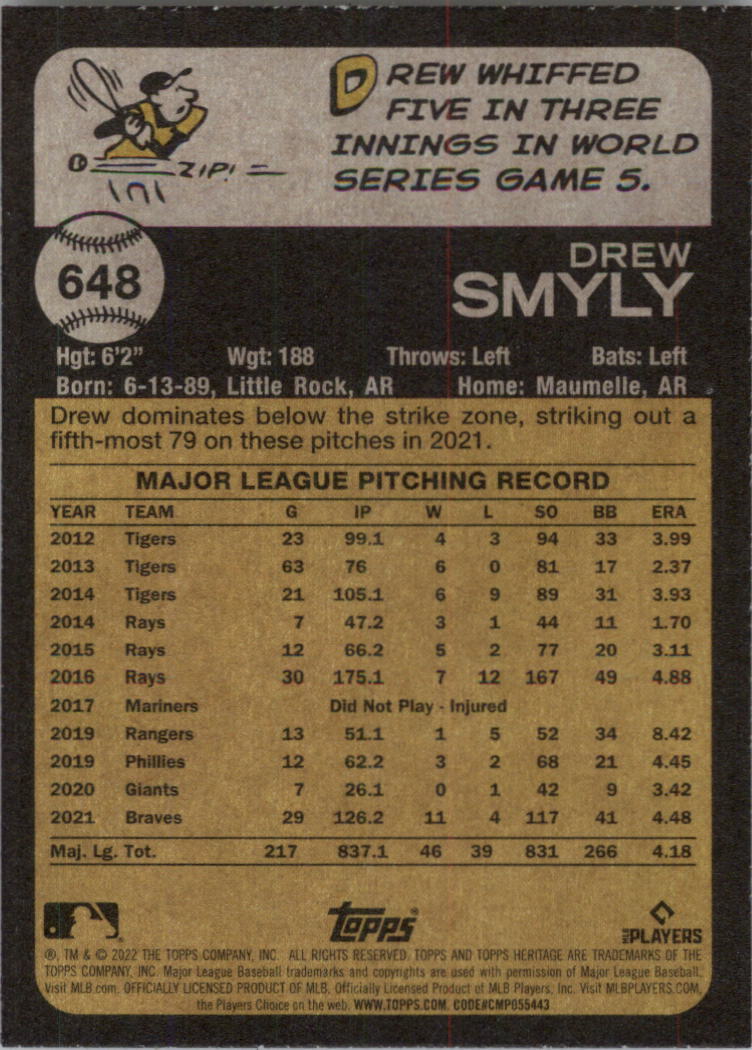 DREW WHIFFED
FIVE IN THREE
INNINGS IN WORLD
SERIES GAME 5.
ZIP!
648
DREW
SMYLY
Hgt: 6'2" Wgt: 188 Throws: Left Bats: Left
Born: 6-13-89, Little Rock, AR Home: Maumelle, AR
Drew dominates below the strike zone, striking out a
fifth-most 79 on these pitches in 2021.
MAJOR LEAGUE PITCHING RECORD
YEAR TEAM G IP W L SO BB ERA
2012 Tigers 23 99.1 4 3 94 33 3.99
2013 Tigers 63 76 6 0 81 17 2.37
2014 Tigers 21 105.1 6 9 89 31 3.93
2014 Rays 7 47.2 3 1 44 11 1.70
2015 Rays 12 66.2 5 2 77 20 3.11
2016 Rays 30 175.1 7 12 167 49 4.88
2017 Mariners Did Not Play - Injured
2019 Rangers 13 51.1 1 5 52 34 8.42
2019 Phillies 12 62.2 3 2 68 21 4.45
2020 Giants 7 26.1 0 1 42 9 3.42
2021 Braves 29 126.2 11 4 117 41 4.48
Maj. Lg. Tot. 217 837.1 46 39 831 266 4.18
topps®
MLB PLAYERS
®, TM & © 2022 THE TOPPS COMPANY, INC. ALL RIGHTS RESERVED. TOPPS AND TOPPS HERITAGE ARE TRADEMARKS OF THE
TOPPS COMPANY, INC. Major League Baseball trademarks and copyrights are used with permission of Major League Baseball.
Visit MLB.com. OFFICIALLY LICENSED PRODUCT OF MLB. Officially Licensed Product of MLB Players, Inc. Visit MLBPLAYERS.COM,
the Players Choice on the web. WWW.TOPPS.COM. CODE#CMP055443